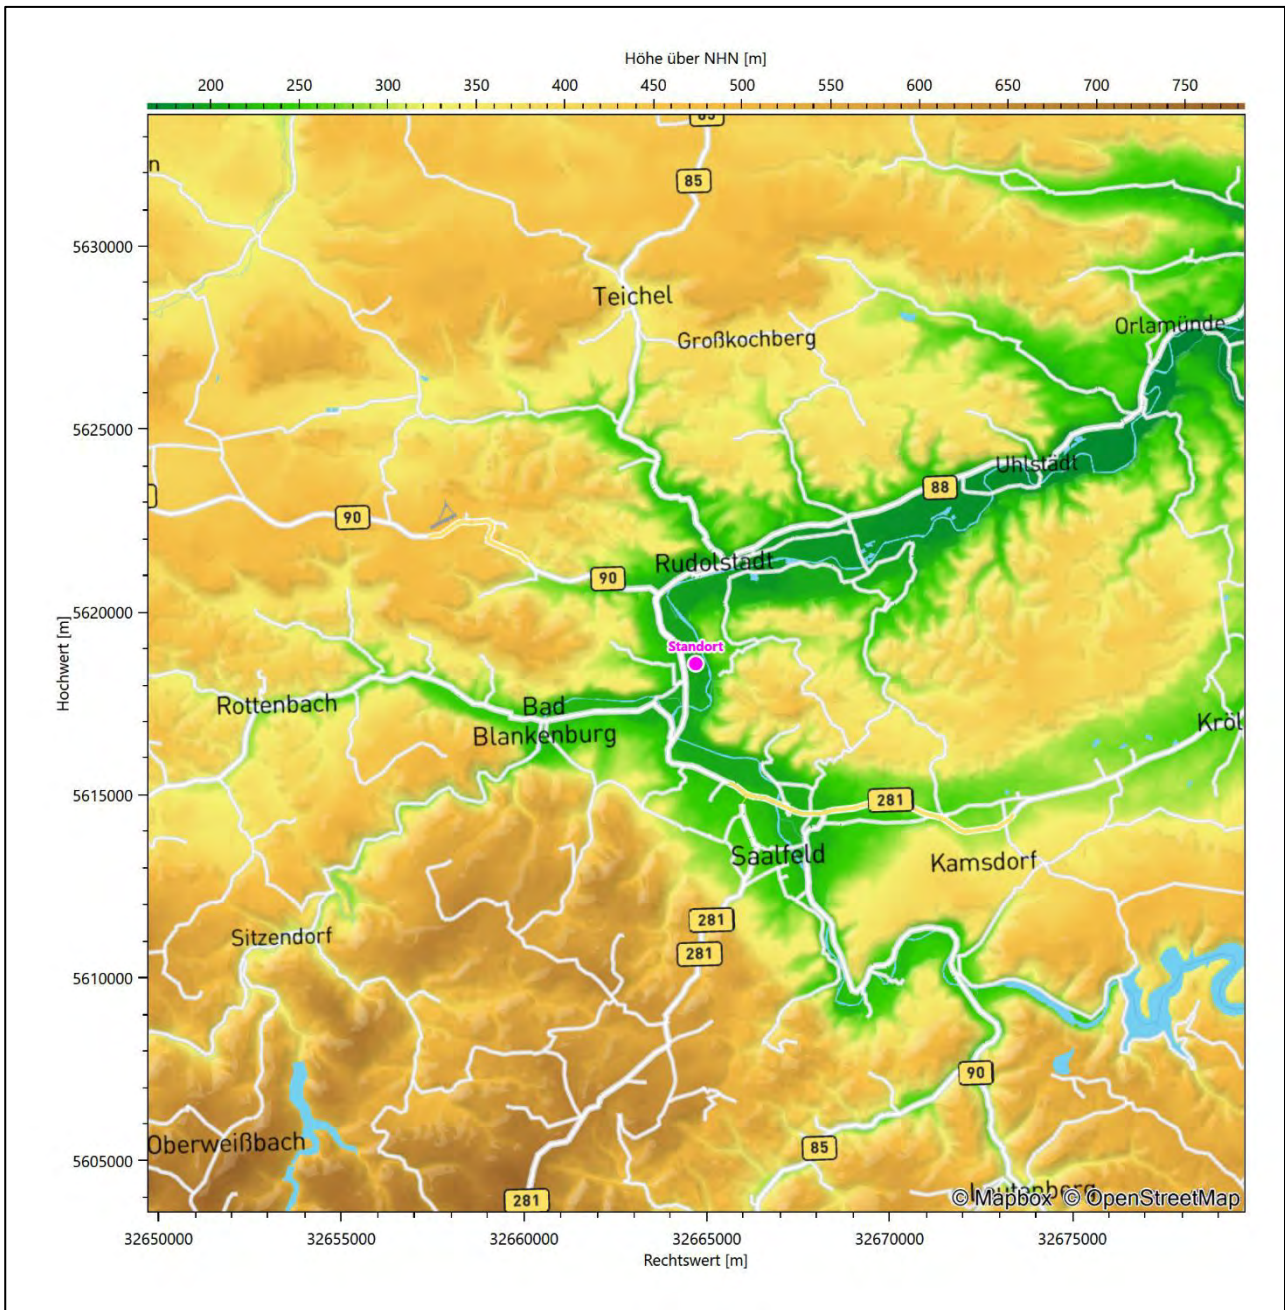 Höhe über NHN [m]
200 250 300 350 400 450 500 550 600 650 700 750
85
n
85
5630000
Teichel
Orlamünde
Großkochberg
5625000
Uhlstädt
88
90
Rudolstadt
90
5620000
Standort
Hochwert [m]
Rottenbach
Bad
Blankenburg
Kröl
5615000
281
Saalfeld
Kamsdorf
281
Sitzendorf
281
5610000
90
Oberweißbach
85
5605000
Leutenberg
281
© Mapbox © OpenStreetMap
32650000 32655000 32660000 32665000 32670000 32675000
Rechtswert [m]